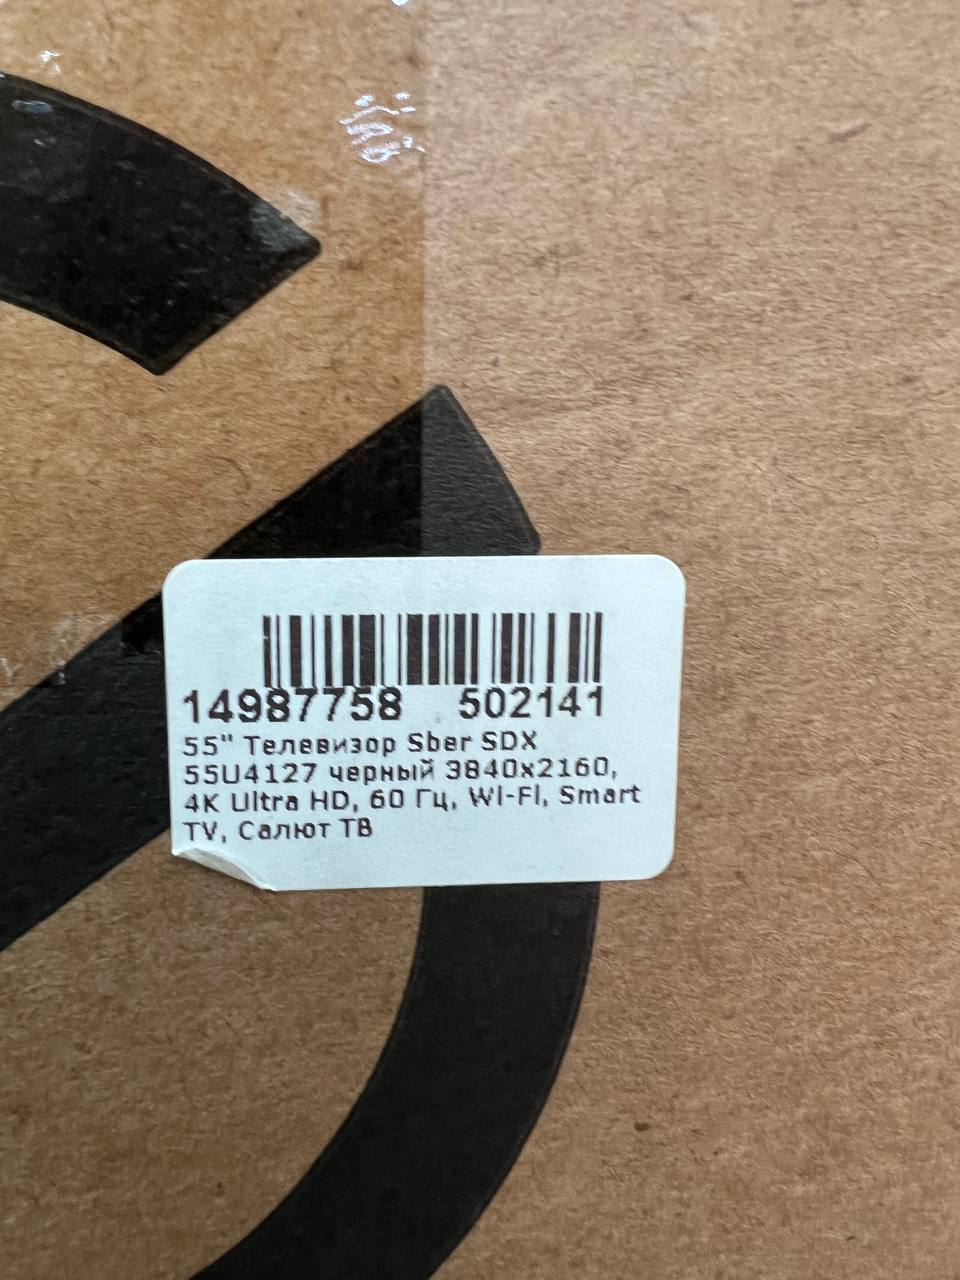 14987758 502141
55" Телевизор Sber SDX
55U4127 черный 3840x2160,
4K Ultra HD, 60 Гц, WI-FI, Smart
TV, Салют ТВ